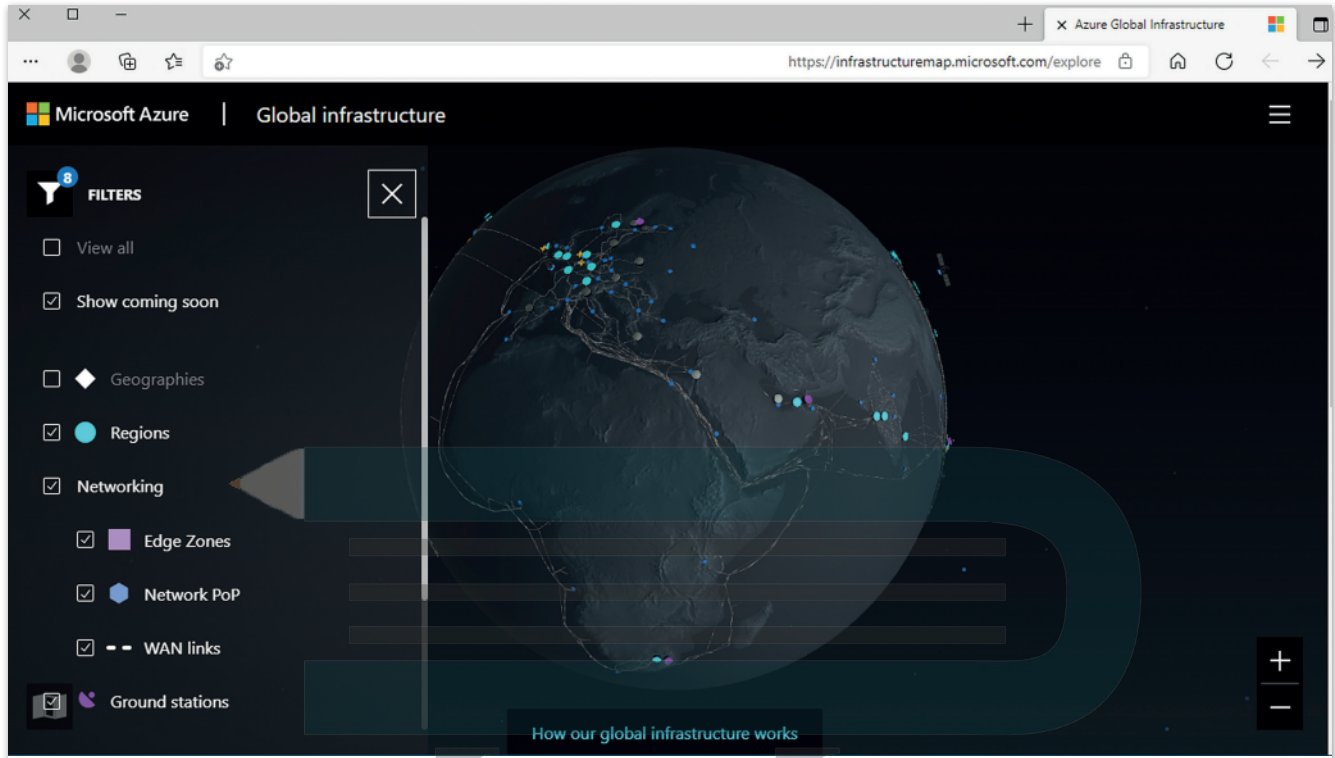 Azure Global Infrastructure
https://infrastructuremap.microsoft.com/explore
Microsoft Azure | Global infrastructure
8
FILTERS
View all
Show coming soon
Geographies
Regions
Networking
Edge Zones
Network PoP
WAN links
Ground stations
How our global infrastructure works